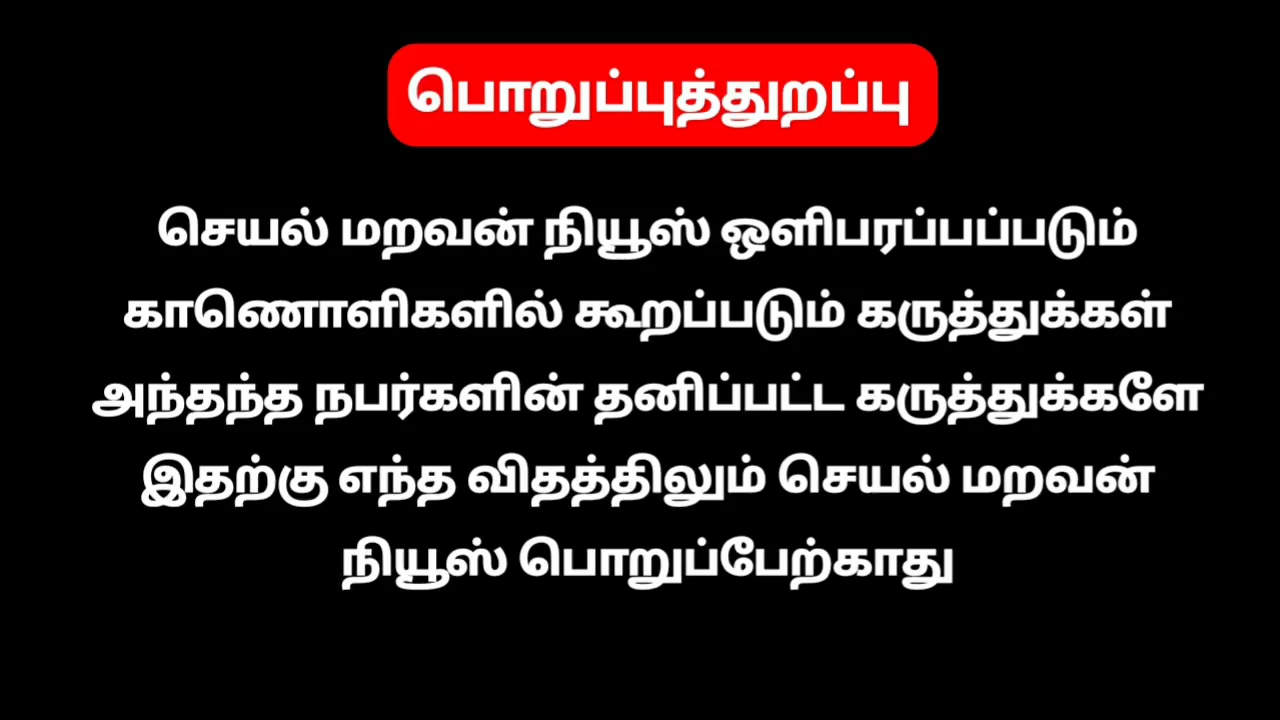 பொறுப்புத்துறப்பு
செயல் மறவன் நியூஸ் ஒளிபரப்பப்படும்
காணொளிகளில் கூறப்படும் கருத்துக்கள்
அந்தந்த நபர்களின் தனிப்பட்ட கருத்துக்களே
இதற்கு எந்த விதத்திலும் செயல் மறவன்
நியூஸ் பொறுப்பேற்காது